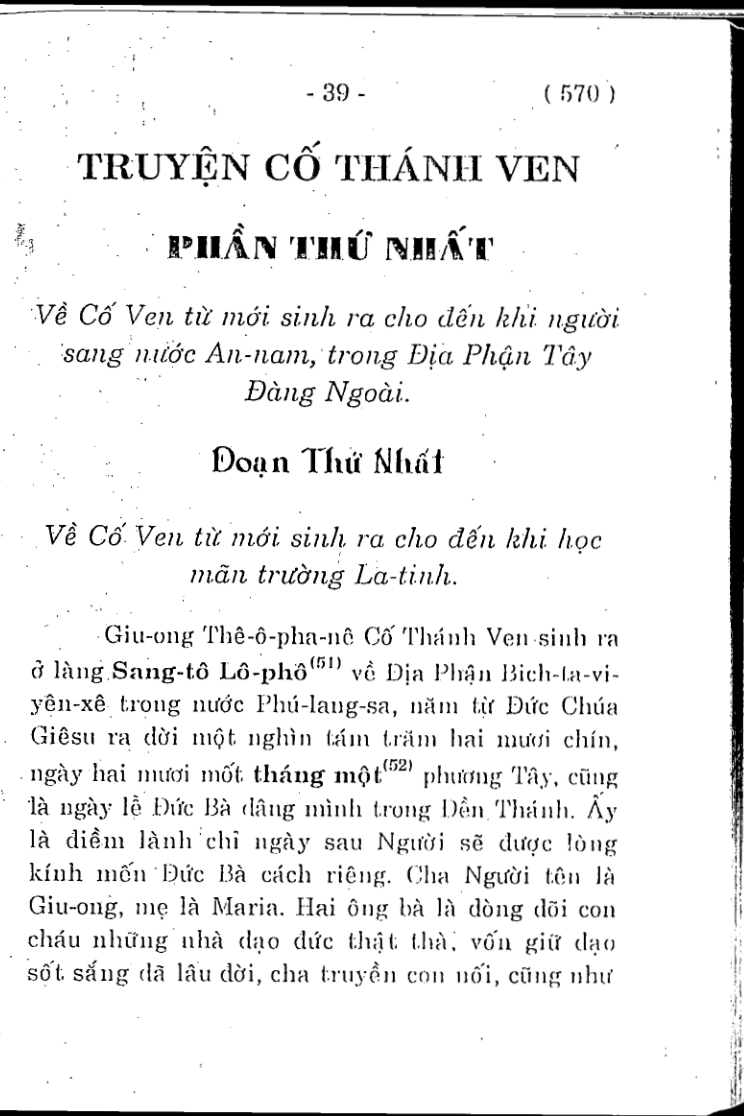 - 39 - ( 570 )
TRUYỆN CỐ THÁNH VEN
PHẦN THỨ NHẤT
Về Cố Ven từ mới sinh ra cho đến khi người
sang nước An-nam, trong Địa Phận Tây
Đàng Ngoài.
Đoạn Thứ Nhất
Về Cố Ven từ mới sinh ra cho đến khi học
mãn trường La-tinh.
Giu-ong Thê-ô-pha-nê Cố Thánh Ven sinh ra
ở làng Sang-tô Lô-phô(51) về Địa Phận Bich-ta-vi-
yên-xê trong nước Phú-lang-sa, năm từ Đức Chúa
Giêsu ra đời một nghìn tám trăm hai mươi chín,
ngày hai mươi mốt tháng một(52) phương Tây, cũng
là ngày lễ Đức Bà dâng mình trong Đền Thánh. Ấy
là điềm lành chỉ ngày sau Người sẽ được lòng
kính mến Đức Bà cách riêng. Cha Người tên là
Giu-ong, mẹ là Maria. Hai ông bà là dòng dõi con
cháu những nhà đạo đức thật thà, vốn giữ đạo
sốt sắng đã lâu đời, cha truyền con nối, cũng như